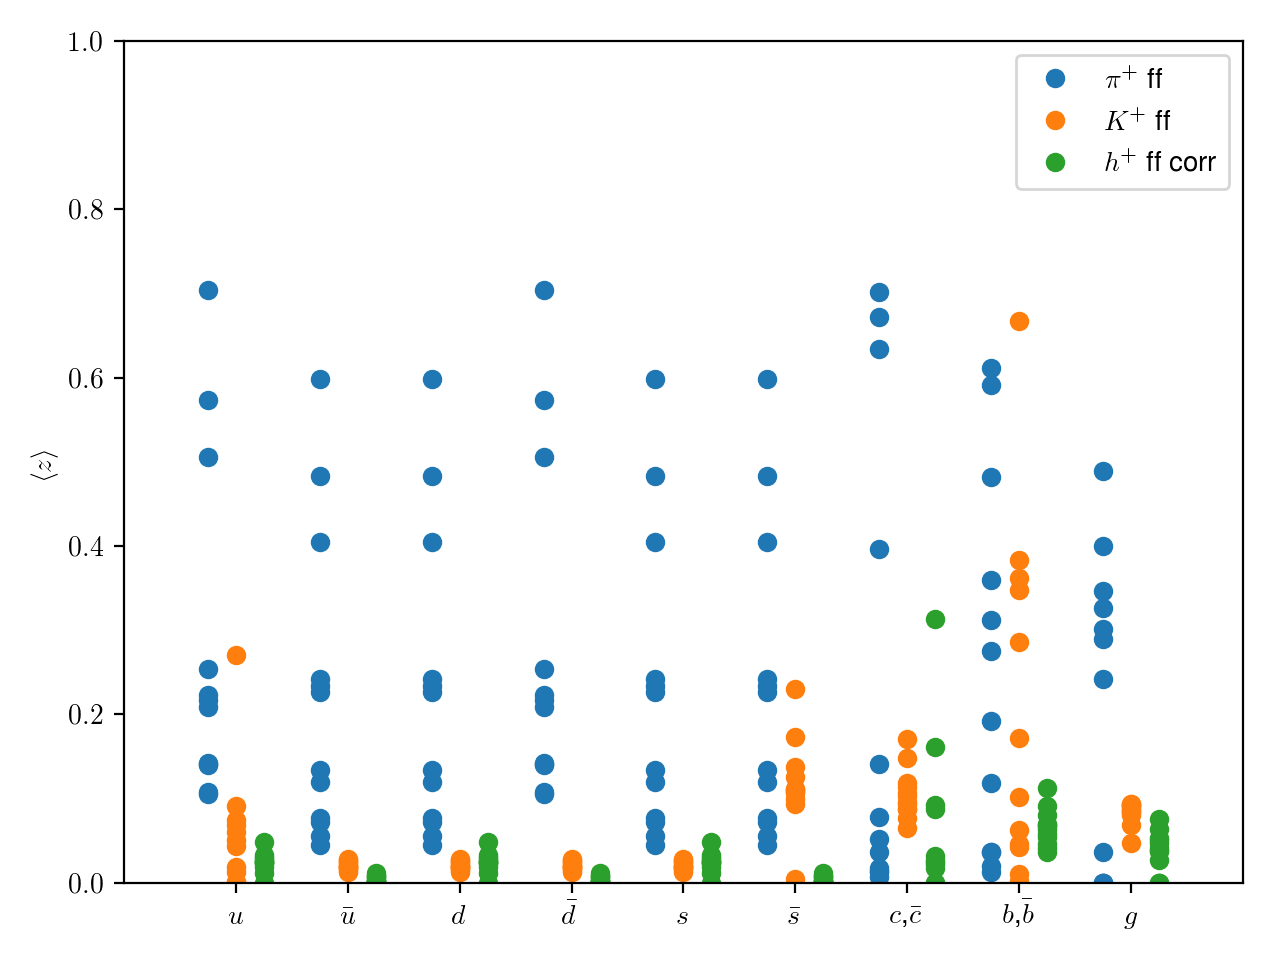 1.0
0.8
0.6
0.4
0.2
0.0
⟨z⟩
π⁺ ff
K⁺ ff
h⁺ ff corr
u ū d d̄ s s̄ c,c̄ b,b̄ g